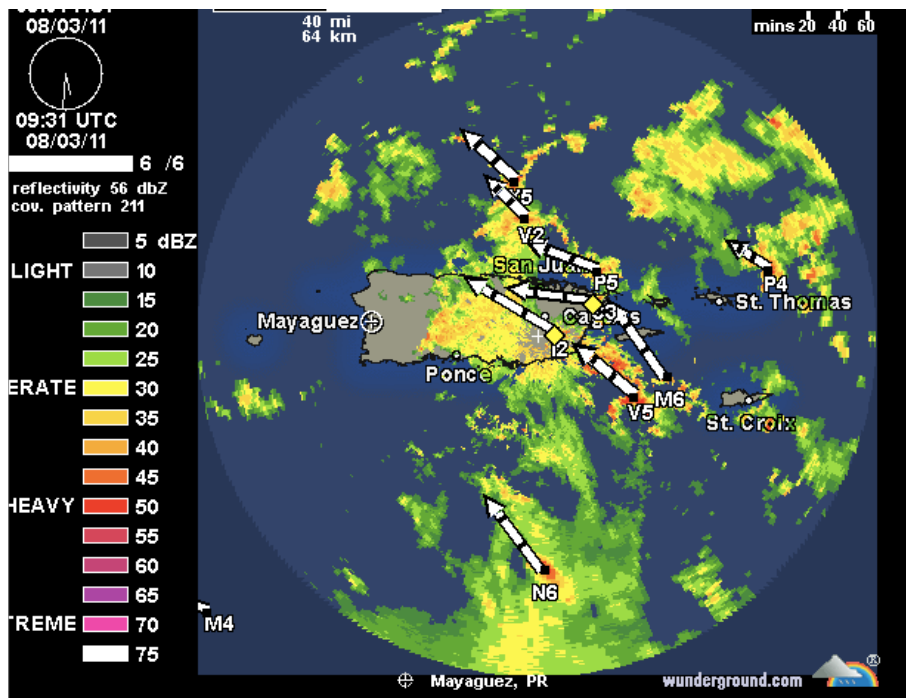 08/03/11
40 mi
64 km
mins 20 40 60
09:31 UTC
08/03/11
6 /6
reflectivity 56 dBZ
cov. pattern 211
5 dBZ
LIGHT 10
15
20
25
ERATE 30
35
40
45
HEAVY 50
55
60
65
TREME 70
75
V2
San Juan
P5
P4
St. Thomas
Mayaguez
I2
Ponce
M6
V5
St. Croix
N6
M4
Mayaguez, PR
wunderground.com
®